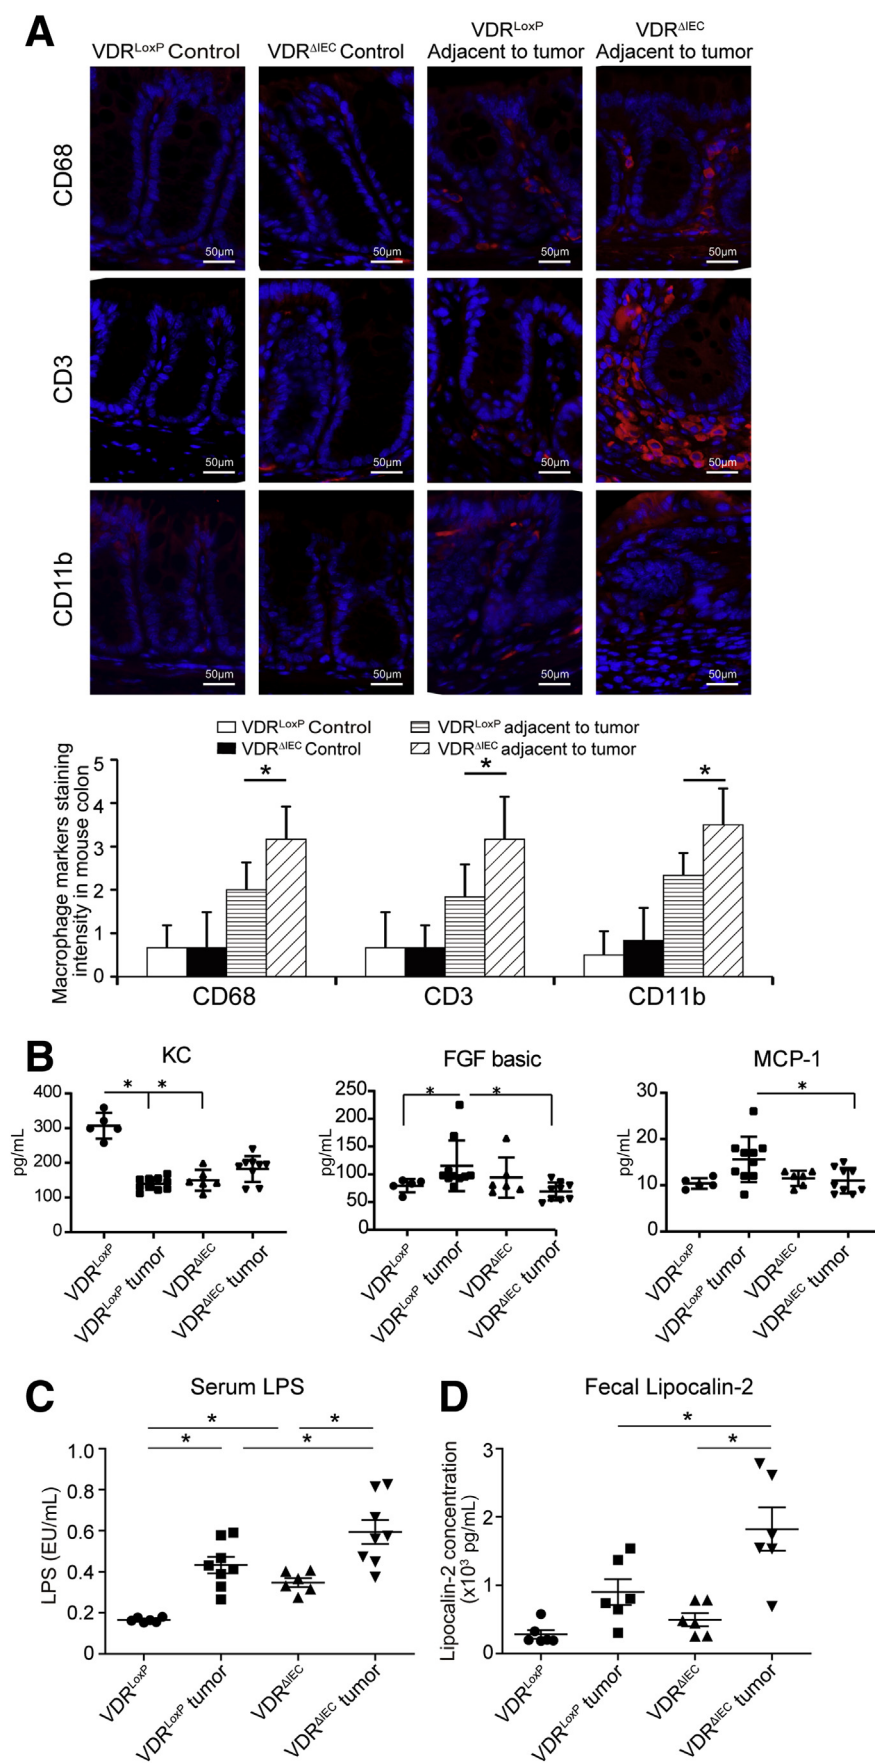 A
VDR^LoxP Control
VDR^ΔIEC Control
VDR^LoxP
Adjacent to tumor
VDR^ΔIEC
Adjacent to tumor
CD68
50μm
50μm
50μm
50μm
CD3
50μm
50μm
50μm
50μm
CD11b
50μm
50μm
50μm
50μm
VDR^LoxP Control
VDR^LoxP adjacent to tumor
VDR^ΔIEC Control
VDR^ΔIEC adjacent to tumor
Macrophage markers staining
intensity in mouse colon
5
4
3
2
1
0
* * *
CD68 CD3 CD11b
B
KC
pg/mL
400
300
200
100
0
* *
VDR^LoxP
VDR^LoxP tumor
VDR^ΔIEC
VDR^ΔIEC tumor
FGF basic
pg/mL
250
200
150
100
50
0
* *
VDR^LoxP
VDR^LoxP tumor
VDR^ΔIEC
VDR^ΔIEC tumor
MCP-1
pg/mL
30
20
10
0
*
VDR^LoxP
VDR^LoxP tumor
VDR^ΔIEC
VDR^ΔIEC tumor
C
Serum LPS
LPS (EU/mL)
* *
* *
1.0
0.8
0.6
0.4
0.2
0
VDR^LoxP
VDR^LoxP tumor
VDR^ΔIEC
VDR^ΔIEC tumor
D
Fecal Lipocalin-2
Lipocalin-2 concentration
(x10³ pg/mL)
*
*
3
2
1
0
VDR^LoxP
VDR^LoxP tumor
VDR^ΔIEC
VDR^ΔIEC tumor